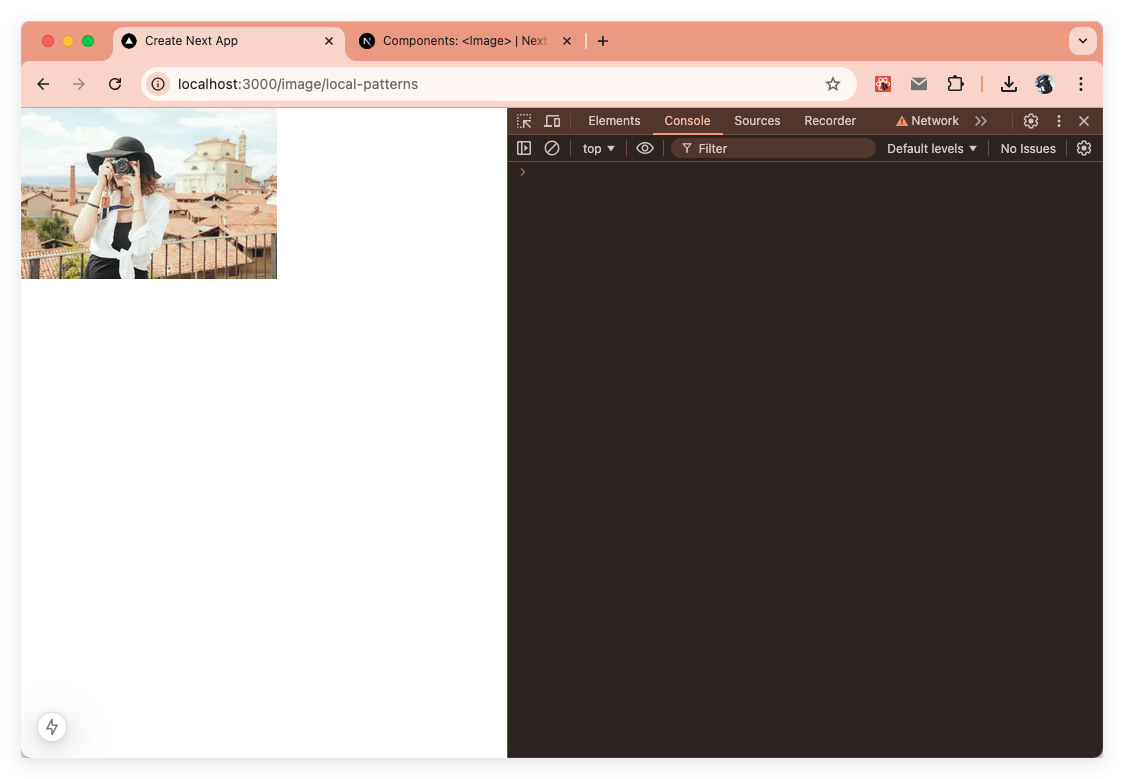 Create Next App
Components: <Image> | Next
localhost:3000/image/local-patterns
Elements
Console
Sources
Recorder
Network
top
Filter
Default levels
No Issues